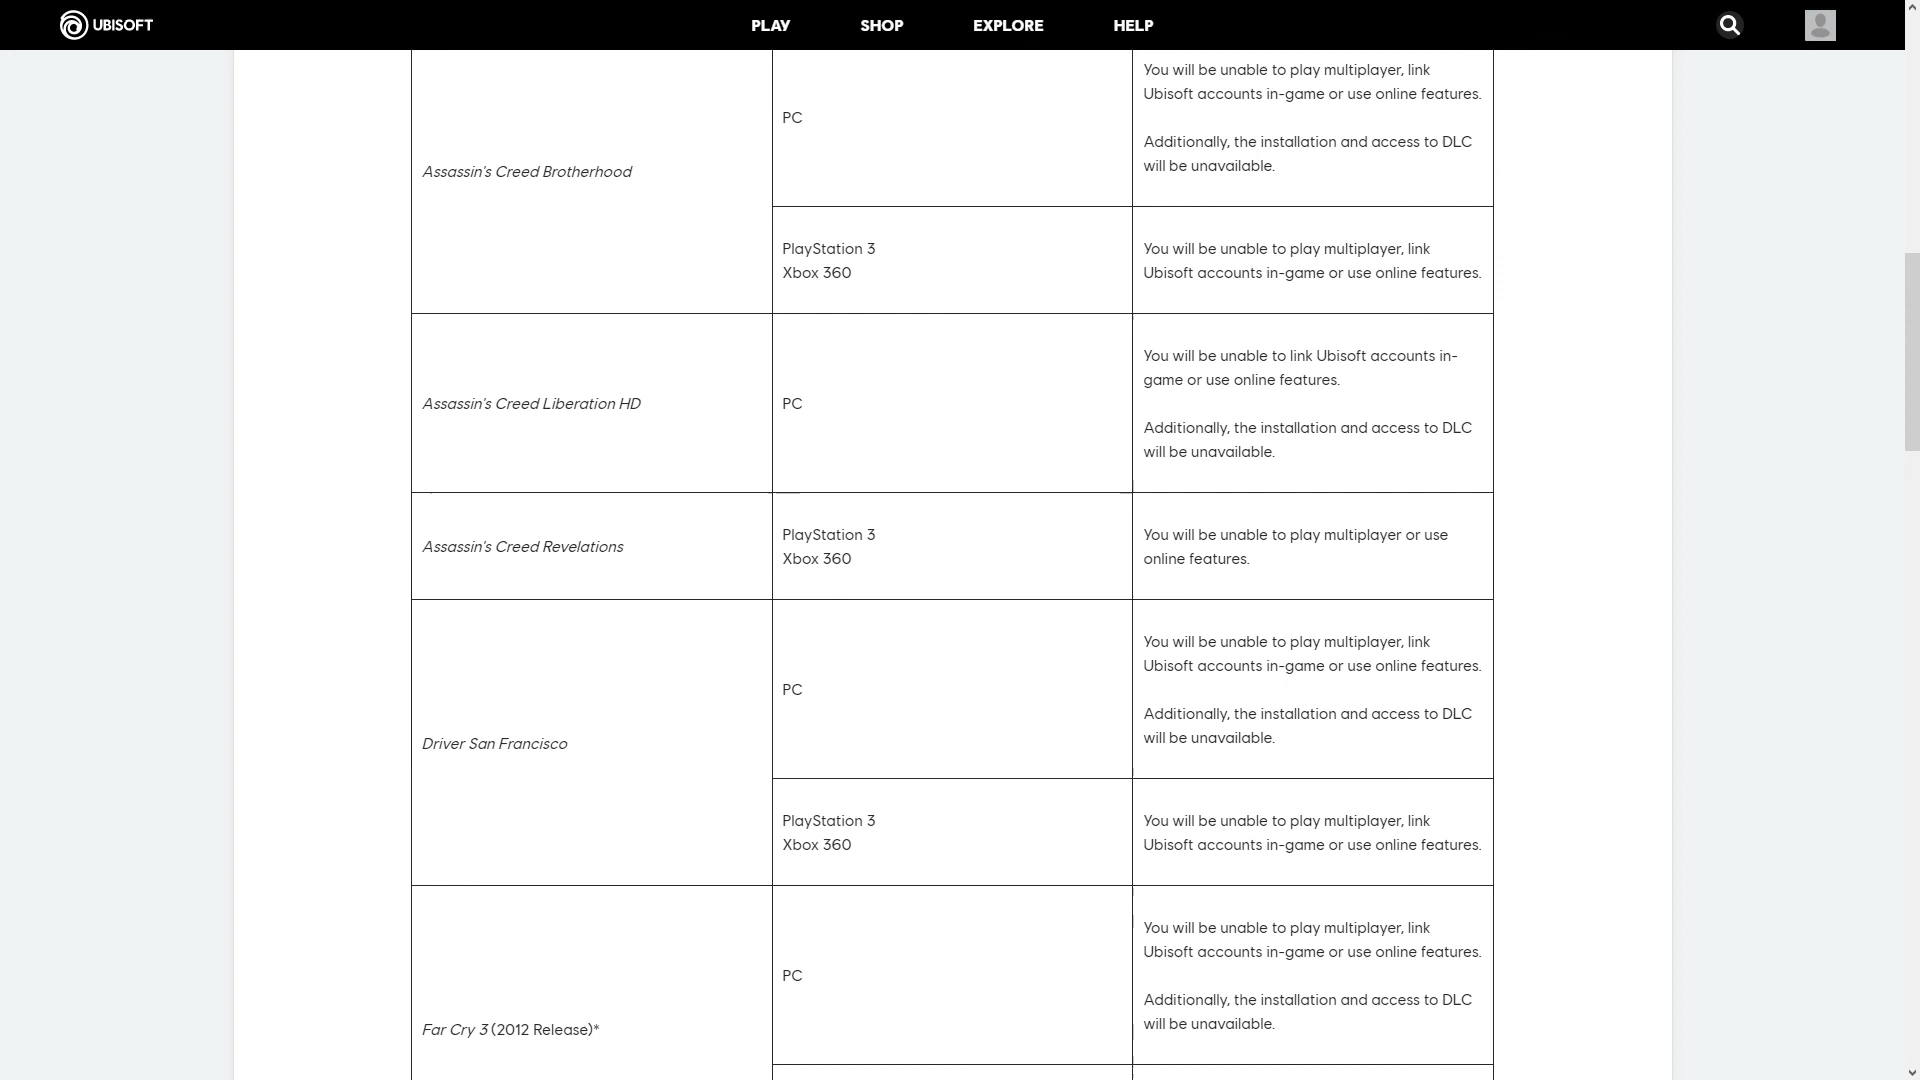 UBISOFT
PLAY
SHOP
EXPLORE
HELP
Assassin's Creed Brotherhood
PC
You will be unable to play multiplayer, link
Ubisoft accounts in-game or use online features.
Additionally, the installation and access to DLC
will be unavailable.
PlayStation 3
Xbox 360
You will be unable to play multiplayer, link
Ubisoft accounts in-game or use online features.
Assassin's Creed Liberation HD
PC
You will be unable to link Ubisoft accounts in-
game or use online features.
Additionally, the installation and access to DLC
will be unavailable.
Assassin's Creed Revelations
PlayStation 3
Xbox 360
You will be unable to play multiplayer or use
online features.
Driver San Francisco
PC
You will be unable to play multiplayer, link
Ubisoft accounts in-game or use online features.
Additionally, the installation and access to DLC
will be unavailable.
PlayStation 3
Xbox 360
You will be unable to play multiplayer, link
Ubisoft accounts in-game or use online features.
Far Cry 3 (2012 Release)*
PC
You will be unable to play multiplayer, link
Ubisoft accounts in-game or use online features.
Additionally, the installation and access to DLC
will be unavailable.